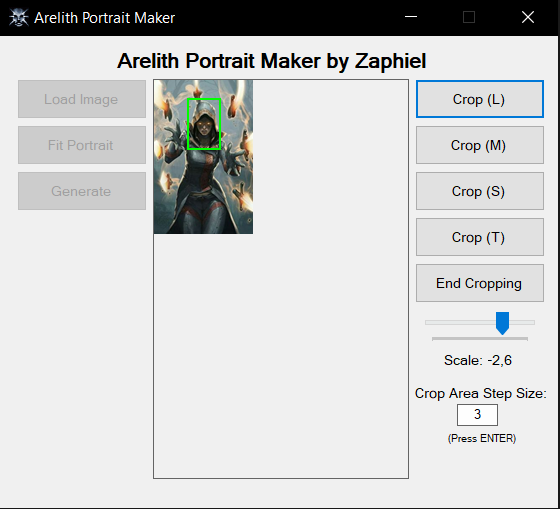 Arelith Portrait Maker
Arelith Portrait Maker by Zaphiel
Load Image
Fit Portrait
Generate
Crop (L)
Crop (M)
Crop (S)
Crop (T)
End Cropping
Scale: -2,6
Crop Area Step Size:
3
(Press ENTER)